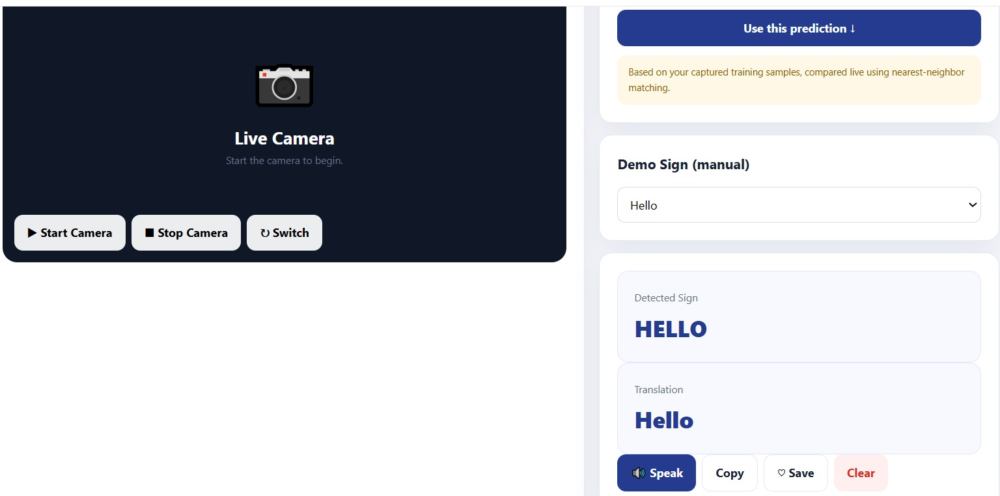 Live Camera
Start the camera to begin.
▶ Start Camera
■ Stop Camera
↻ Switch
Use this prediction ↓
Based on your captured training samples, compared live using nearest-neighbor
matching.
Demo Sign (manual)
Hello
Detected Sign
HELLO
Translation
Hello
🔊 Speak
Copy
♡ Save
Clear